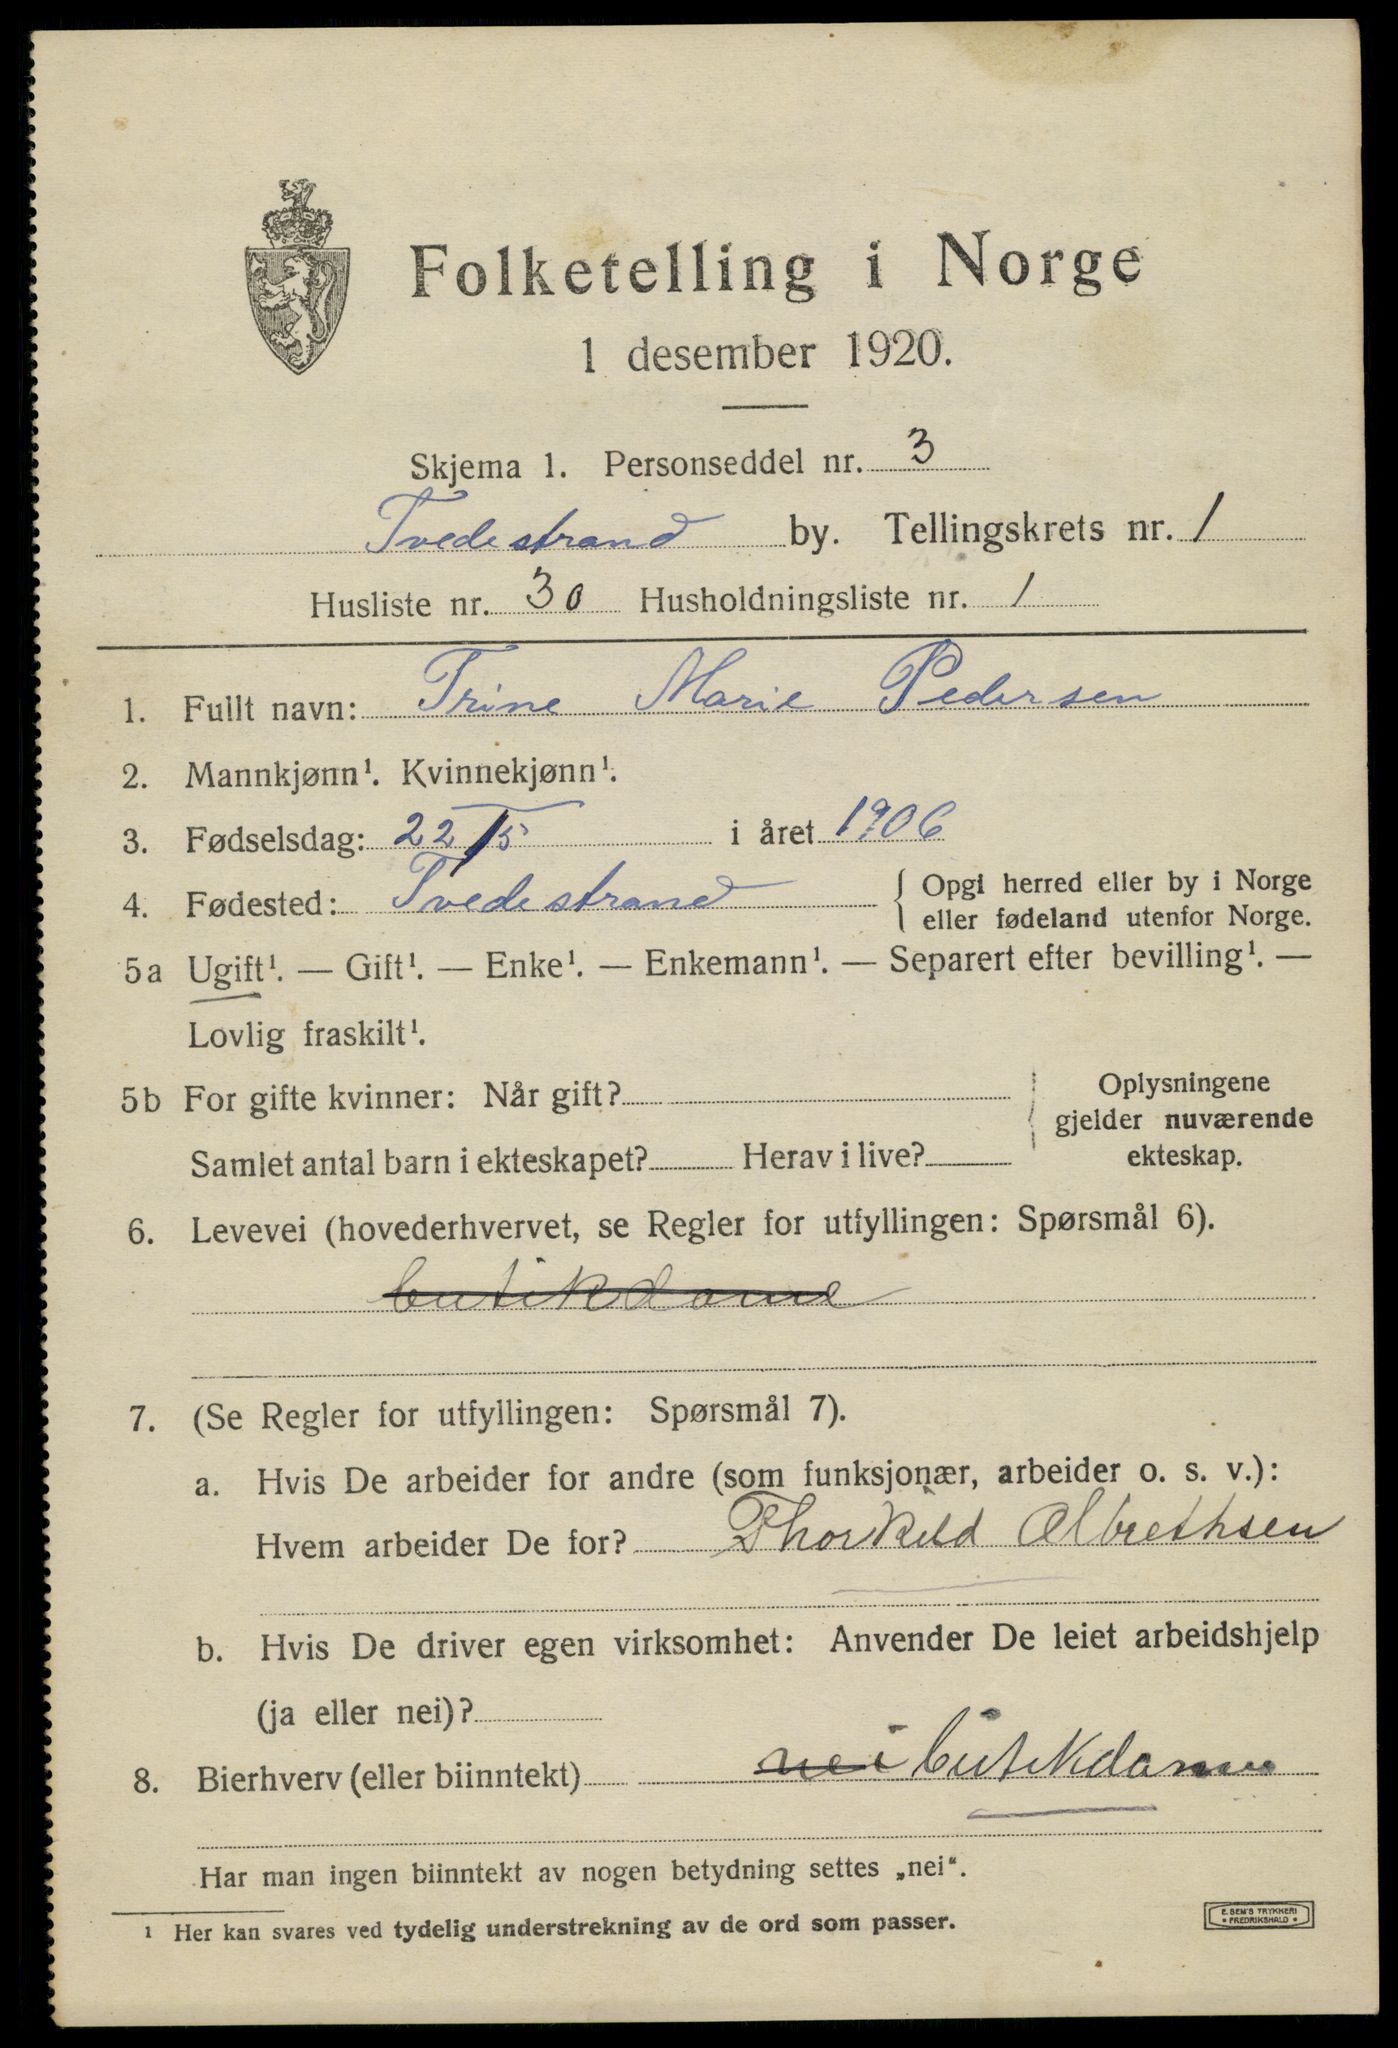 Folketelling i Norge
1 desember 1920.
Skjema 1. Personseddel nr. 3
Tvedestrand by. Tellingskrets nr. 1
Husliste nr. 30 Husholdningsliste nr. 1
1. Fullt navn: Trine Marie Pedersen
2. Mannkjønn¹. Kvinnekjønn¹.
3. Fødselsdag: 22/5 i året 1906
4. Fødested: Tvedestrand { Opgi herred eller by i Norge
eller fødeland utenfor Norge.
5a Ugift¹. — Gift¹. — Enke¹. — Enkemann¹. — Separert efter bevilling¹. —
Lovlig fraskilt¹.
5b For gifte kvinner: Når gift? { Oplysningene
gjelder nuværende
Samlet antal barn i ekteskapet? Herav i live? ekteskap.
6. Levevei (hovederhvervet, se Regler for utfyllingen: Spørsmål 6).
butikdame
7. (Se Regler for utfyllingen: Spørsmål 7).
a. Hvis De arbeider for andre (som funksjonær, arbeider o. s. v.):
Hvem arbeider De for? Thorkild Albrethsen
b. Hvis De driver egen virksomhet: Anvender De leiet arbeidshjelp
(ja eller nei)?
8. Bierhverv (eller biinntekt) nei butikdame
Har man ingen biinntekt av nogen betydning settes „nei“.
¹ Her kan svares ved tydelig understrekning av de ord som passer.
E. SEM'S TRYKKERI
• FREDRIKSHALD •